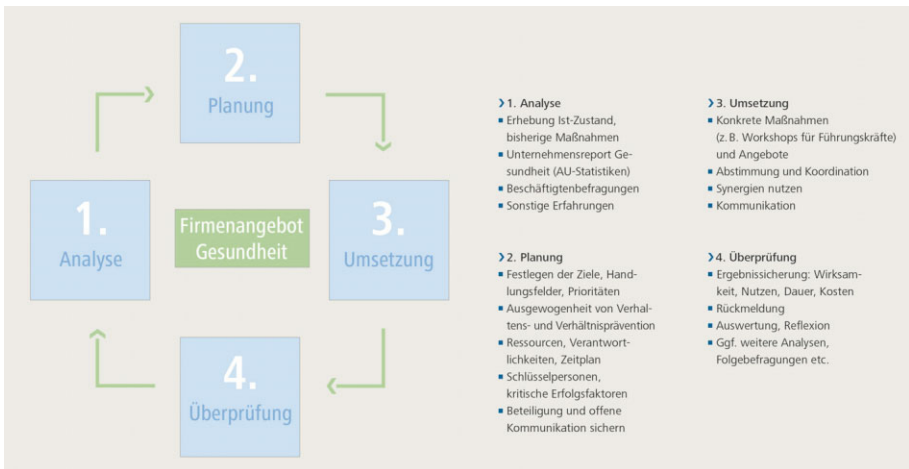 2.
Planung
1.
Analyse
Firmenangebot
Gesundheit
3.
Umsetzung
4.
Überprüfung
› 1. Analyse
▪ Erhebung Ist-Zustand,
bisherige Maßnahmen
▪ Unternehmensreport Ge-
sundheit (AU-Statistiken)
▪ Beschäftigtenbefragungen
▪ Sonstige Erfahrungen
› 2. Planung
▪ Festlegen der Ziele, Hand-
lungsfelder, Prioritäten
▪ Ausgewogenheit von Verhal-
tens- und Verhältnisprävention
▪ Ressourcen, Verantwort-
lichkeiten, Zeitplan
▪ Schlüsselpersonen,
kritische Erfolgsfaktoren
▪ Beteiligung und offene
Kommunikation sichern
› 3. Umsetzung
▪ Konkrete Maßnahmen
(z. B. Workshops für Führungskräfte)
und Angebote
▪ Abstimmung und Koordination
▪ Synergien nutzen
▪ Kommunikation
› 4. Überprüfung
▪ Ergebnissicherung: Wirksam-
keit, Nutzen, Dauer, Kosten
▪ Rückmeldung
▪ Auswertung, Reflexion
▪ Ggf. weitere Analysen,
Folgebefragungen etc.